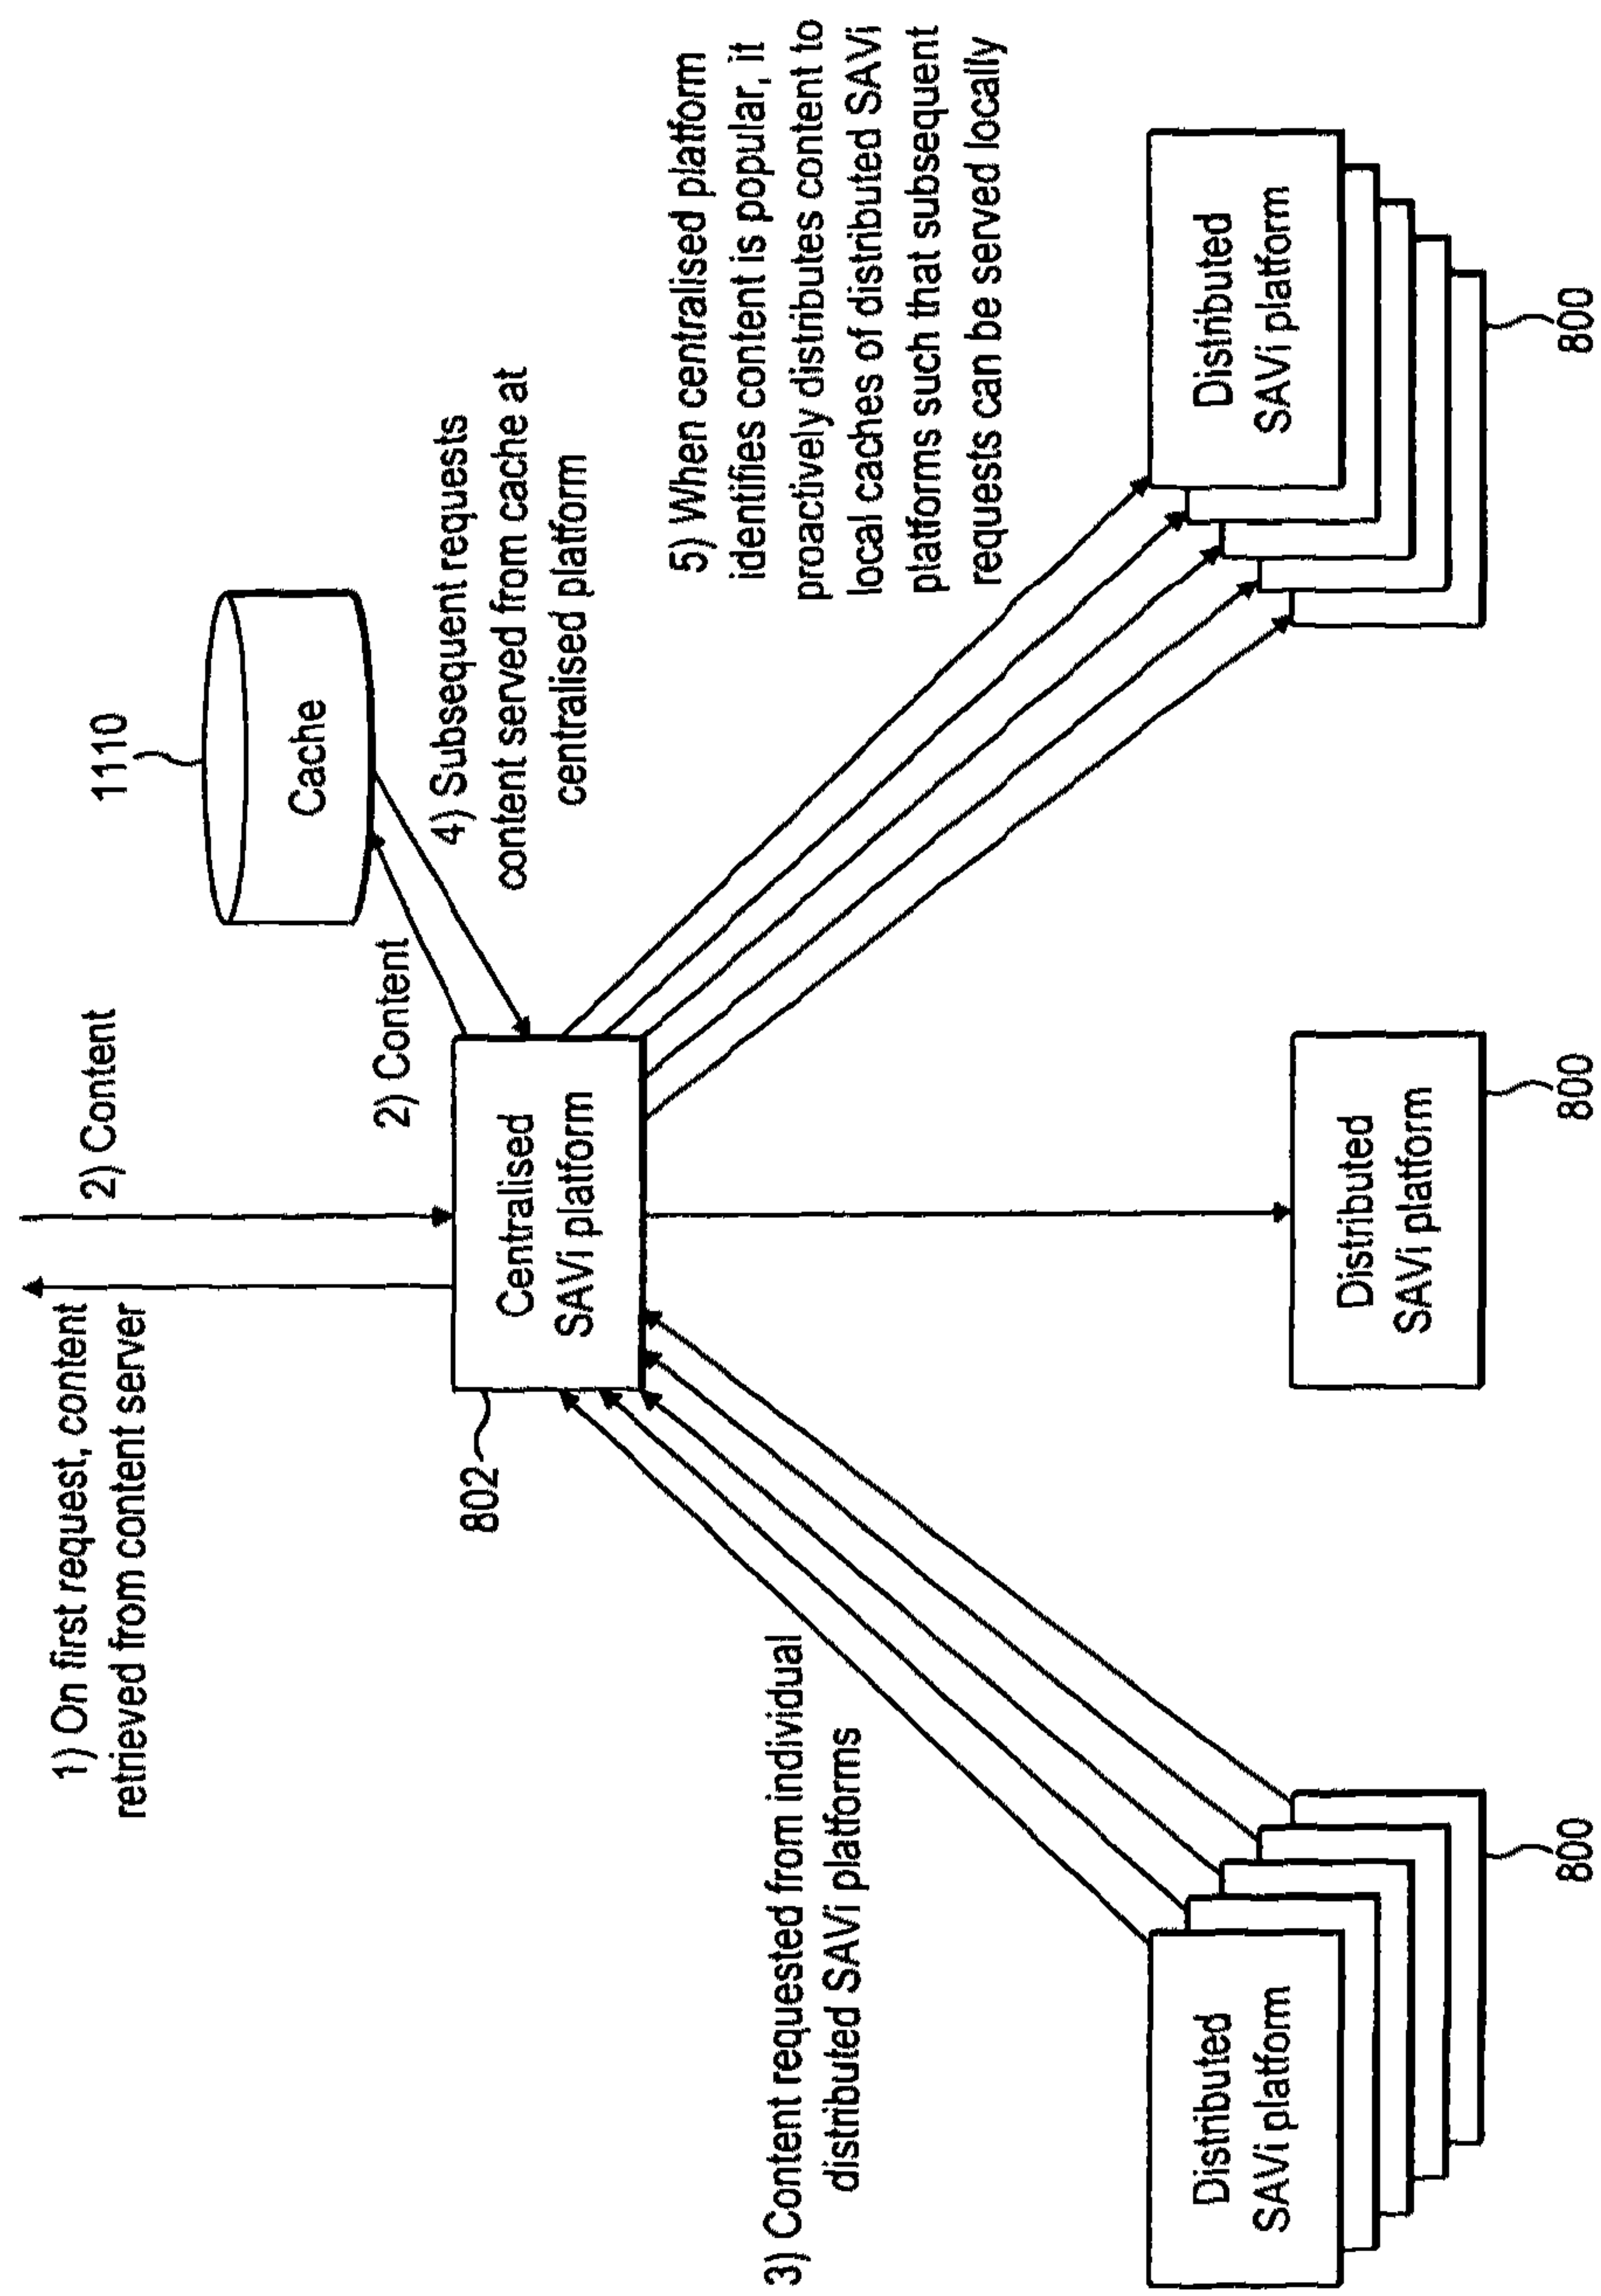 1) On first request, content
retrieved from content server
2) Content
1110
Cache
2) Content
4) Subsequent requests
content served from cache at
centralised platform
802
Centralised
SAVi platform
3) Content requested from individual
distributed SAVi platforms
5) When centralised platform
identifies content is popular, it
proactively distributes content to
local caches of distributed SAVi
platforms such that subsequent
requests can be served locally
Distributed
SAVi platform
800
Distributed
SAVi platform
800
Distributed
SAVi platform
800